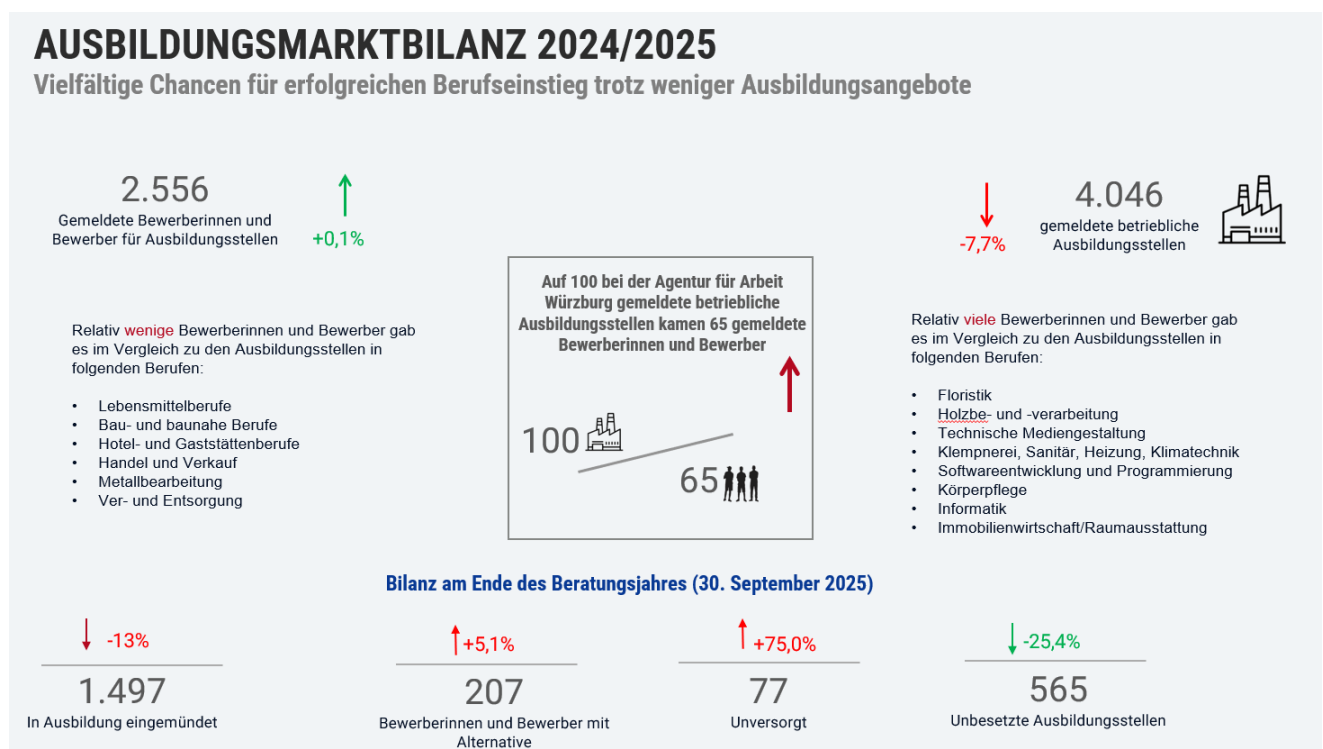 AUSBILDUNGSMARKTBILANZ 2024/2025
Vielfältige Chancen für erfolgreichen Berufseinstieg trotz weniger Ausbildungsangebote
2.556
Gemeldete Bewerberinnen und
Bewerber für Ausbildungsstellen
+0,1%
-7,7%
4.046
gemeldete betriebliche
Ausbildungsstellen
Relativ wenige Bewerberinnen und Bewerber gab
es im Vergleich zu den Ausbildungsstellen in
folgenden Berufen:
• Lebensmittelberufe
• Bau- und baunahe Berufe
• Hotel- und Gaststättenberufe
• Handel und Verkauf
• Metallbearbeitung
• Ver- und Entsorgung
Auf 100 bei der Agentur für Arbeit
Würzburg gemeldete betriebliche
Ausbildungsstellen kamen 65 gemeldete
Bewerberinnen und Bewerber
100
65
Relativ viele Bewerberinnen und Bewerber gab
es im Vergleich zu den Ausbildungsstellen in
folgenden Berufen:
• Floristik
• Holzbe- und -verarbeitung
• Technische Mediengestaltung
• Klempnerei, Sanitär, Heizung, Klimatechnik
• Softwareentwicklung und Programmierung
• Körperpflege
• Informatik
• Immobilienwirtschaft/Raumausstattung
Bilanz am Ende des Beratungsjahres (30. September 2025)
-13%
1.497
In Ausbildung eingemündet
+5,1%
207
Bewerberinnen und Bewerber mit
Alternative
+75,0%
77
Unversorgt
-25,4%
565
Unbesetzte Ausbildungsstellen